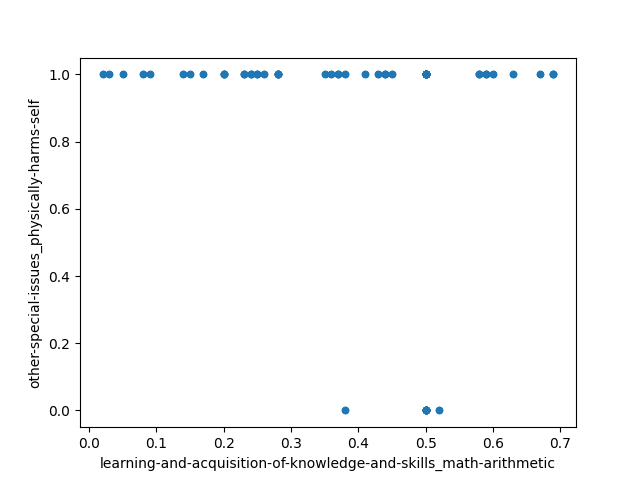 1.0
0.8
0.6
0.4
0.2
0.0
other-special-issues_physically-harms-self
0.0 0.1 0.2 0.3 0.4 0.5 0.6 0.7
learning-and-acquisition-of-knowledge-and-skills_math-arithmetic